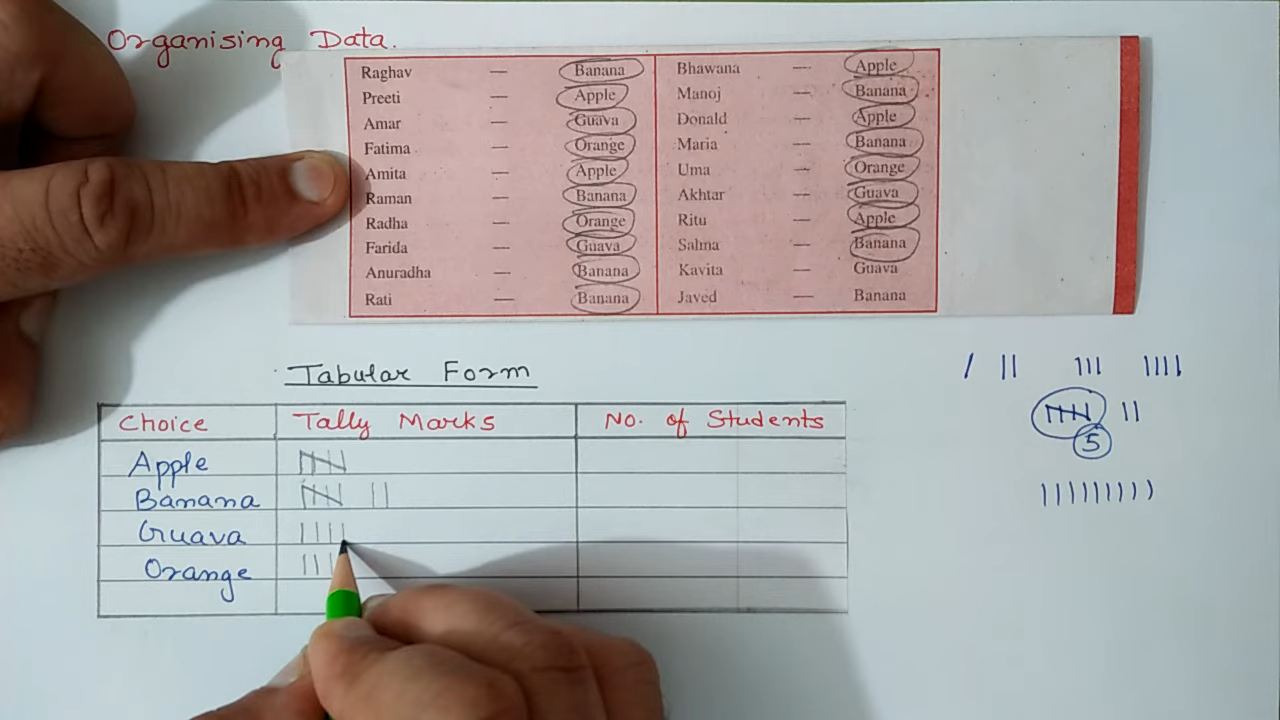 Organising Data.
Raghav — Banana
Preeti — Apple
Amar — Guava
Fatima — Orange
Amita — Apple
Raman — Banana
Radha — Orange
Farida — Guava
Anuradha — Banana
Rati — Banana
Bhawana — Apple
Manoj — Banana
Donald — Apple
Maria — Banana
Uma — Orange
Akhtar — Guava
Ritu — Apple
Salma — Banana
Kavita — Guava
Javed — Banana
Tabular Form
Choice Tally Marks No. of Students
Apple
Banana
Guava
Orange
5